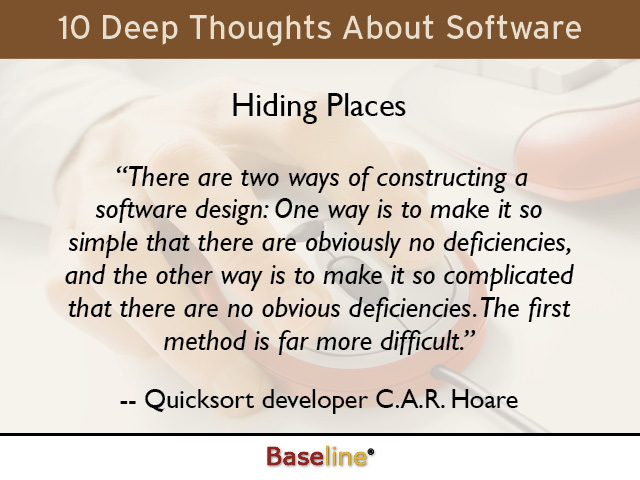 10 Deep Thoughts About Software
Hiding Places
“There are two ways of constructing a
software design: One way is to make it so
simple that there are obviously no deficiencies,
and the other way is to make it so complicated
that there are no obvious deficiencies. The first
method is far more difficult.”
-- Quicksort developer C.A.R. Hoare
Baseline®